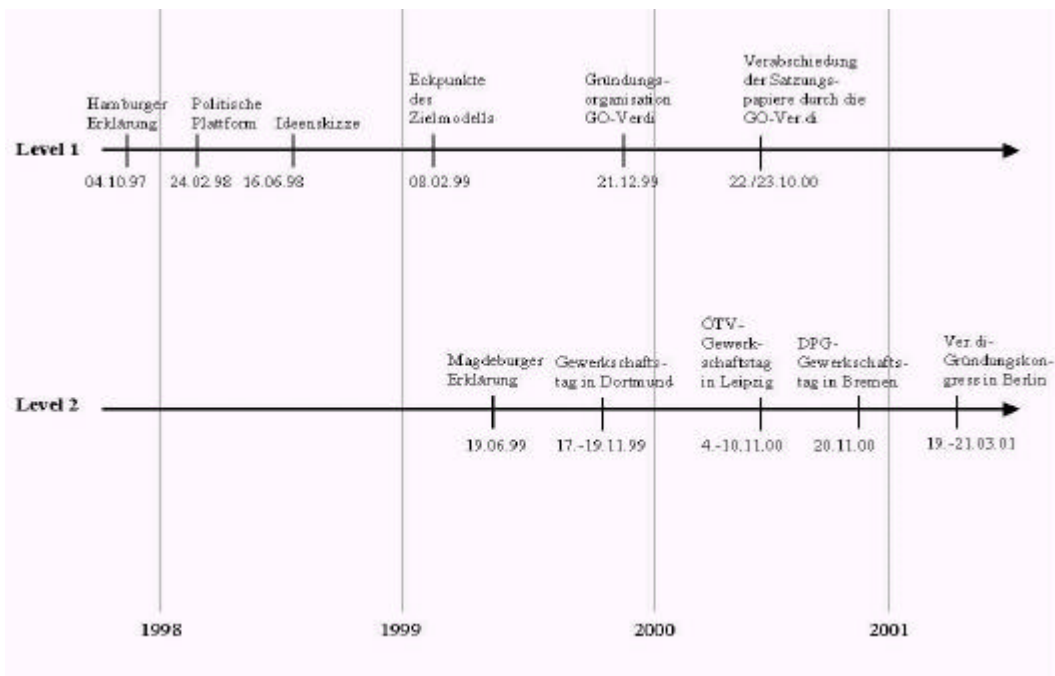 Hamburger
Erklärung
Politische
Plattform
Ideenskizze
Eckpunkte
des
Zielmodells
Gründungs-
organisation
GO-Verdi
Verabschiedung
der Satzungs-
papiere durch die
GO-Ver.di
Level 1
04.10.97
24.02.98
16.06.98
08.02.99
21.12.99
22./23.10.00
Magdeburger
Erklärung
Gewerkschafts-
tag in Dortmund
ÖTV-
Gewerk-
schaftstag
in Leipzig
DPG-
Gewerkschafts-
tag in Bremen
Ver.di-
Gründungskon-
gress in Berlin
Level 2
19.06.99
17.-19.11.99
4.-10.11.00
20.11.00
19.-21.03.01
1998
1999
2000
2001